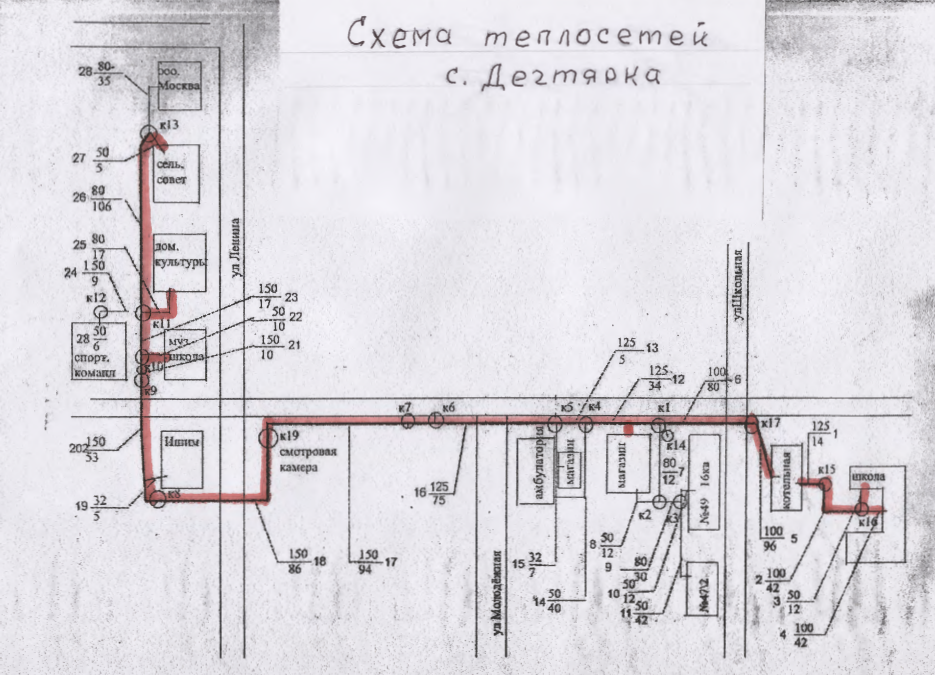 Схема теплосетей
с. Дегтярка
28 80
35
ооо.
Москва
к13
27 50
5
сель.
совет
26 80
106
ул Ленина
25 80
17
дом.
культуры
24 150
9
к12
к11
150 23
17
50 22
10
150 21
10
28 50
6
спорт.
команл
муз
школа
к10
к9
улШкольная
125 13
5
125 12
34
100 6
80
к7
к6
к5
к4
к1
к17
к14
к19
смотровая
камера
20 150
53
Ишим
19 32
5
к8
150 18
86
150 17
94
16 125
75
ул Молодёжная
амбулатория
магазин
магазин
80 7
12
к2
к3
№49 16кв
№47\2
котельная
125 1
14
к15
школа
к16
15 32
7
14 50
40
8 50
12
9 80
30
10 50
12
11 50
42
100 5
96
2 100
42
3 50
12
4 100
42